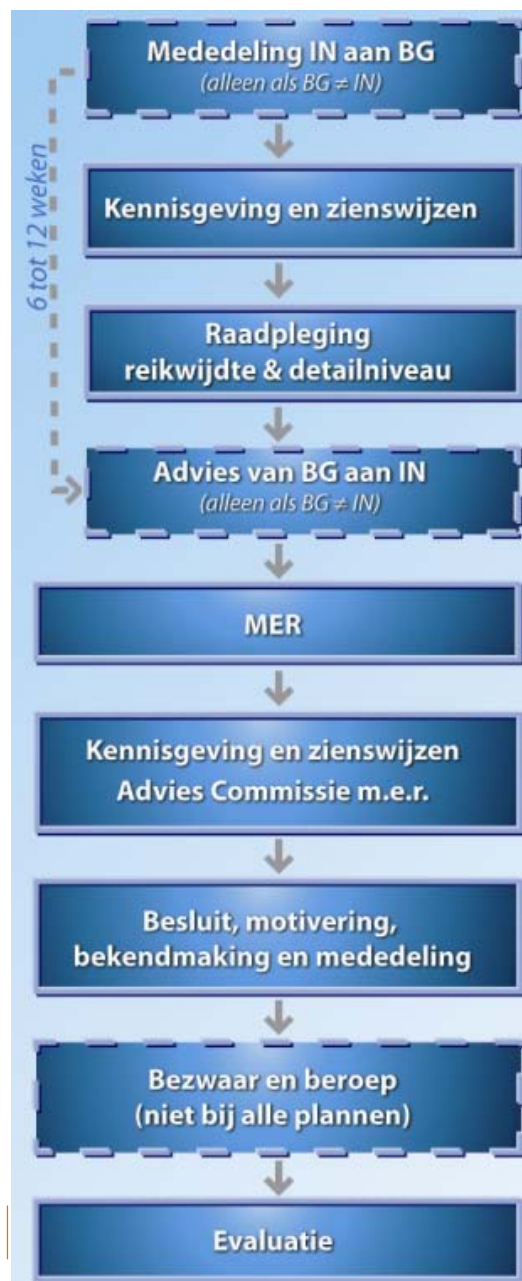 Mededeling IN aan BG
(alleen als BG ≠ IN)
6 tot 12 weken
Kennisgeving en zienswijzen
Raadpleging
reikwijdte & detailniveau
Advies van BG aan IN
(alleen als BG ≠ IN)
MER
Kennisgeving en zienswijzen
Advies Commissie m.e.r.
Besluit, motivering,
bekendmaking en mededeling
Bezwaar en beroep
(niet bij alle plannen)
Evaluatie